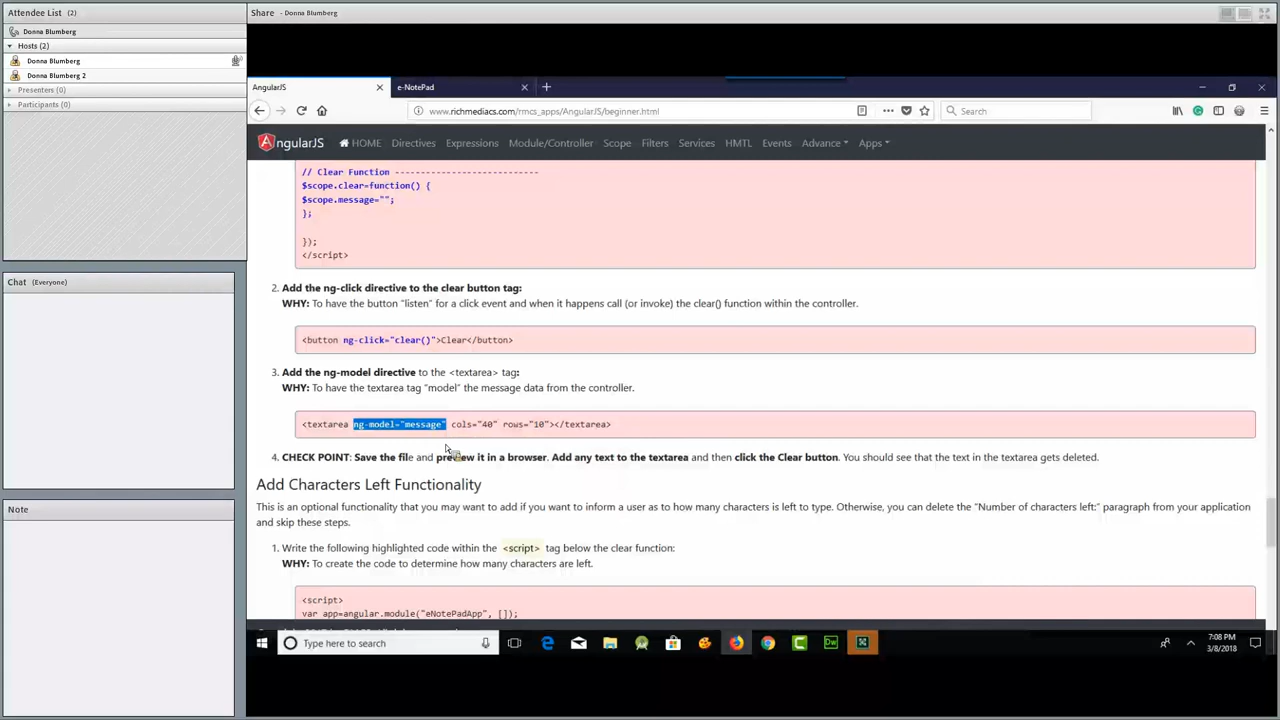 Attendee List (2)
Donna Blumberg
Hosts (2)
Donna Blumberg
Donna Blumberg 2
Presenters (0)
Participants (0)
Chat (Everyone)
Note
Share - Donna Blumberg
AngularJS
e-NotePad
www.richmediacs.com/rmcs_apps/AngularJS/beginner.html
Search
AngularJS HOME Directives Expressions Module/Controller Scope Filters Services HMTL Events Advance Apps
// Clear Function ---------------------------
$scope.clear=function() {
$scope.message="";
};
});
</script>
2. Add the ng-click directive to the clear button tag:
WHY: To have the button "listen" for a click event and when it happens call (or invoke) the clear() function within the controller.
<button ng-click="clear()">Clear</button>
3. Add the ng-model directive to the <textarea> tag:
WHY: To have the textarea tag "model" the message data from the controller.
<textarea ng-model="message" cols="40" rows="10"></textarea>
4. CHECK POINT: Save the file and preview it in a browser. Add any text to the textarea and then click the Clear button. You should see that the text in the textarea gets deleted.
Add Characters Left Functionality
This is an optional functionality that you may want to add if you want to inform a user as to how many characters is left to type. Otherwise, you can delete the "Number of characters left:" paragraph from your application
and skip these steps.
1. Write the following highlighted code within the <script> tag below the clear function:
WHY: To create the code to determine how many characters are left.
<script>
var app=angular.module("eNotePadApp", []);
Type here to search
Dw
7:08 PM
3/8/2018